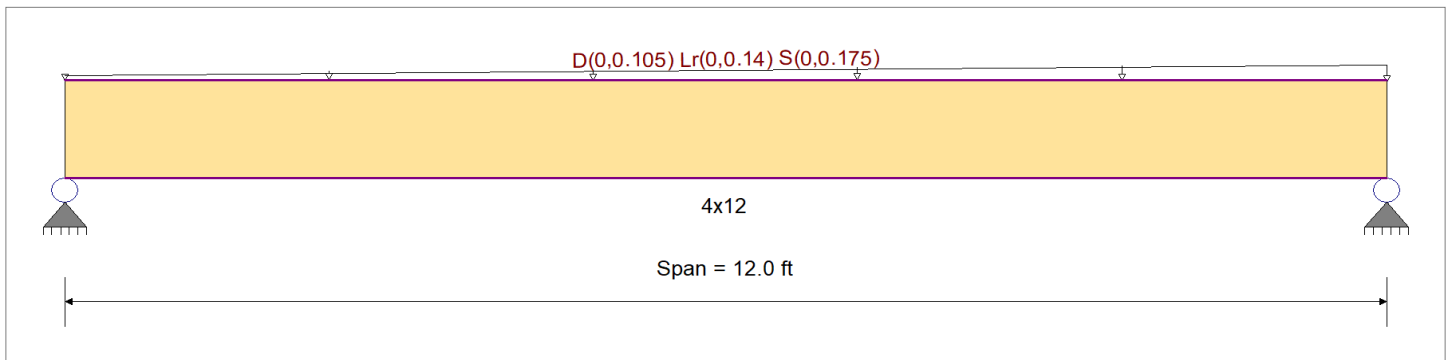 D(0,0.105) Lr(0,0.14) S(0,0.175)
4x12
Span = 12.0 ft